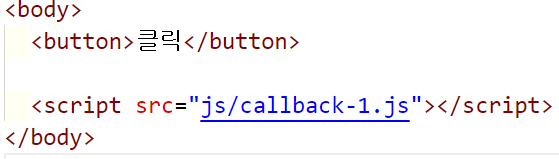 <body>
<button>클릭</button>
<script src="js/callback-1.js"></script>
</body>